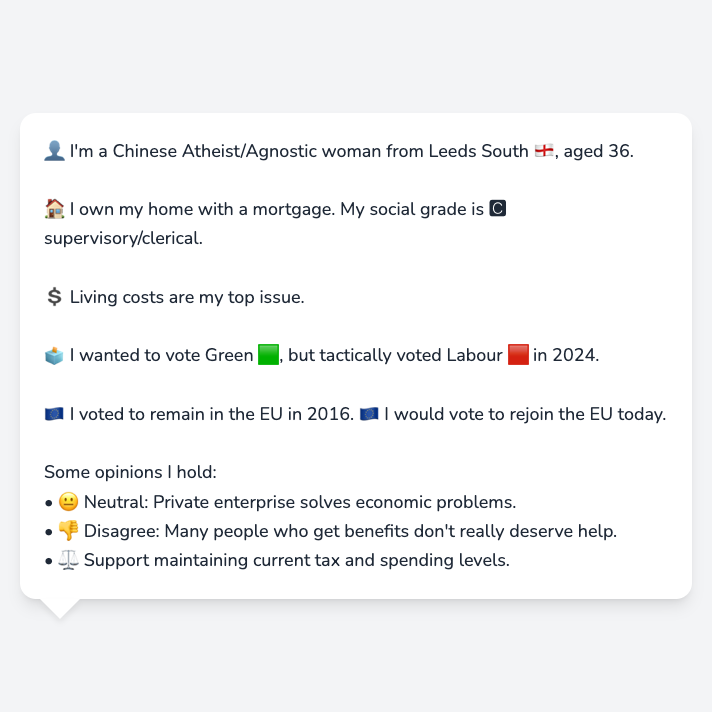 👤 I'm a Chinese Atheist/Agnostic woman from Leeds South 🏴󠁧󠁢󠁥󠁮󠁧󠁿, aged 36.
🏠 I own my home with a mortgage. My social grade is 🅲
supervisory/clerical.
💲 Living costs are my top issue.
🗳️ I wanted to vote Green 🟩, but tactically voted Labour 🟥 in 2024.
🇪🇺 I voted to remain in the EU in 2016. 🇪🇺 I would vote to rejoin the EU today.
Some opinions I hold:
• 😐 Neutral: Private enterprise solves economic problems.
• 👎 Disagree: Many people who get benefits don't really deserve help.
• ⚖️ Support maintaining current tax and spending levels.